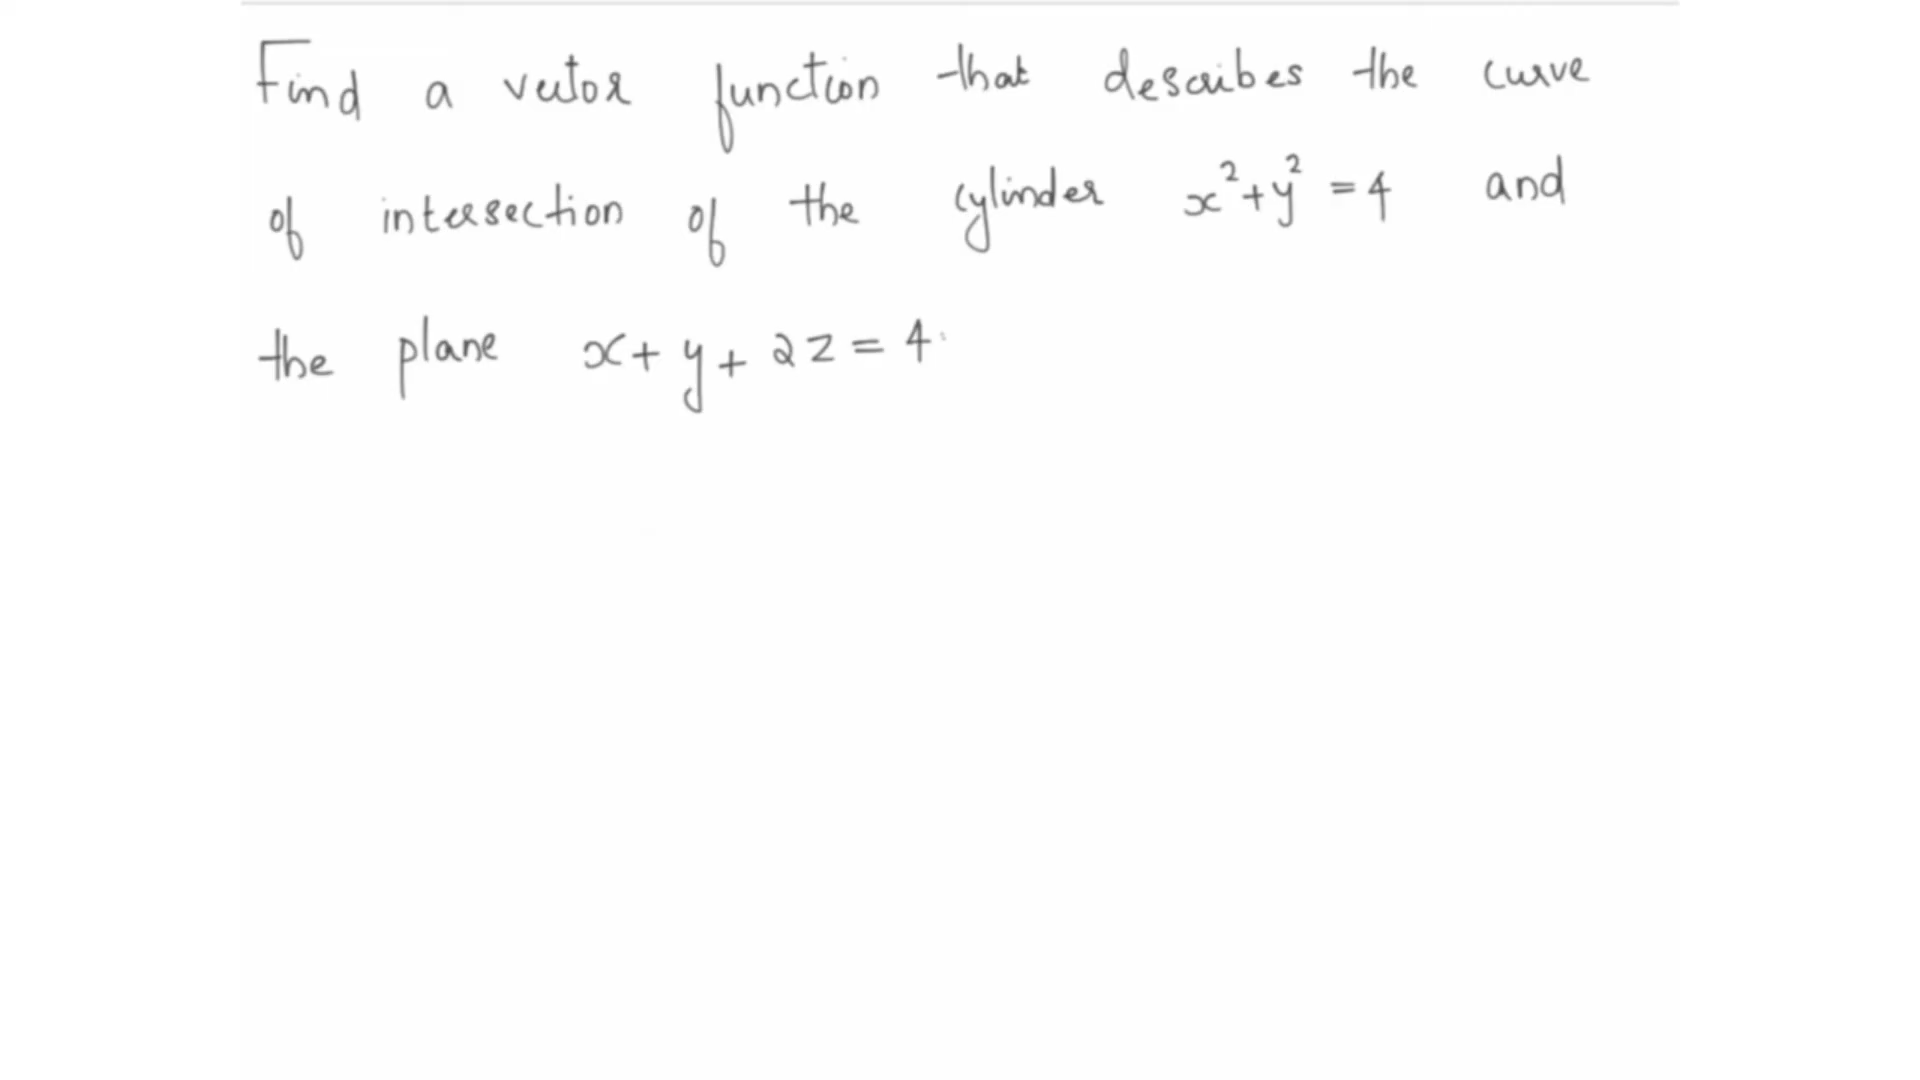 Find a vector function that describes the curve
of intersection of the cylinder x² + y² = 4 and
the plane x + y + 2z = 4.